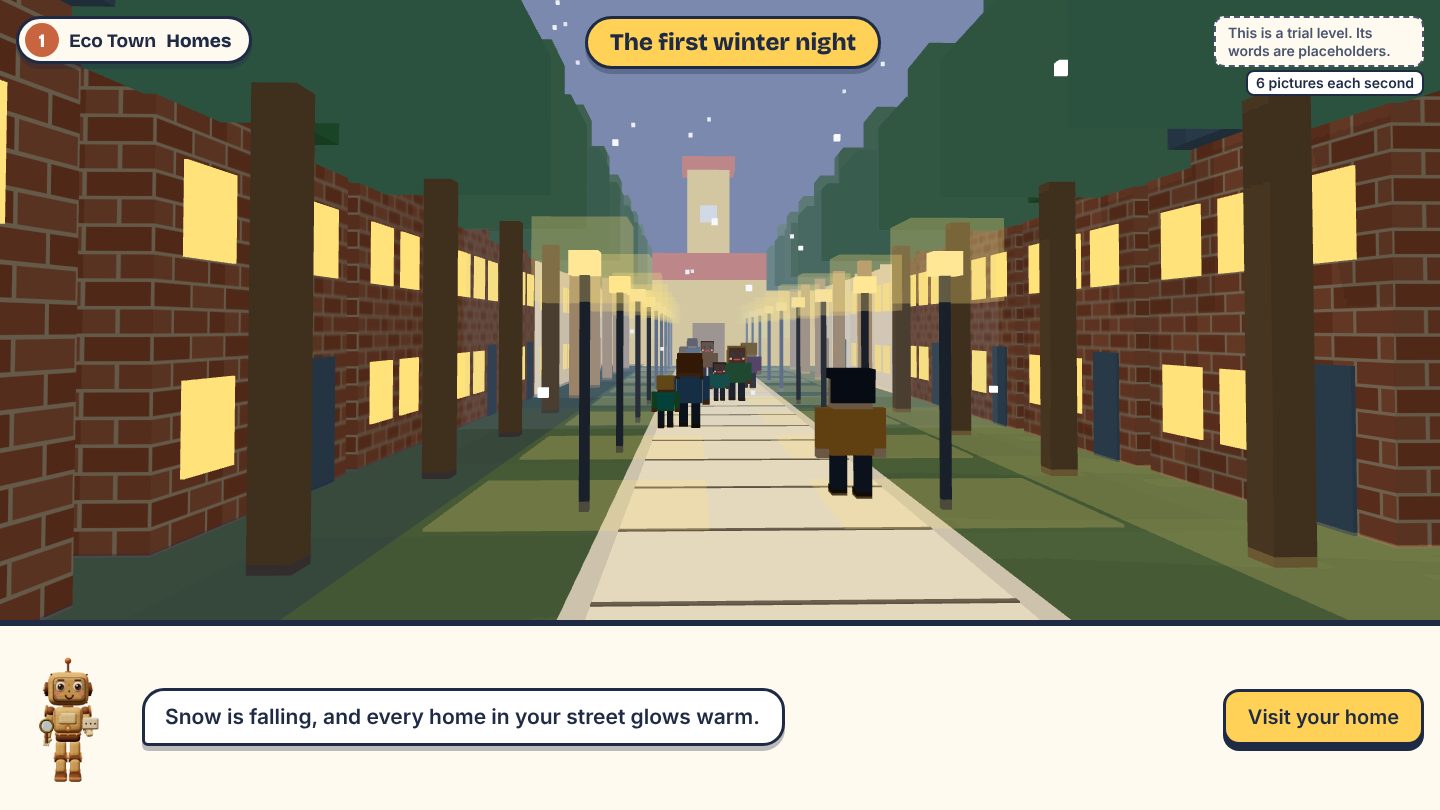 1 Eco Town Homes
The first winter night
This is a trial level. Its
words are placeholders.
6 pictures each second
Snow is falling, and every home in your street glows warm.
Visit your home